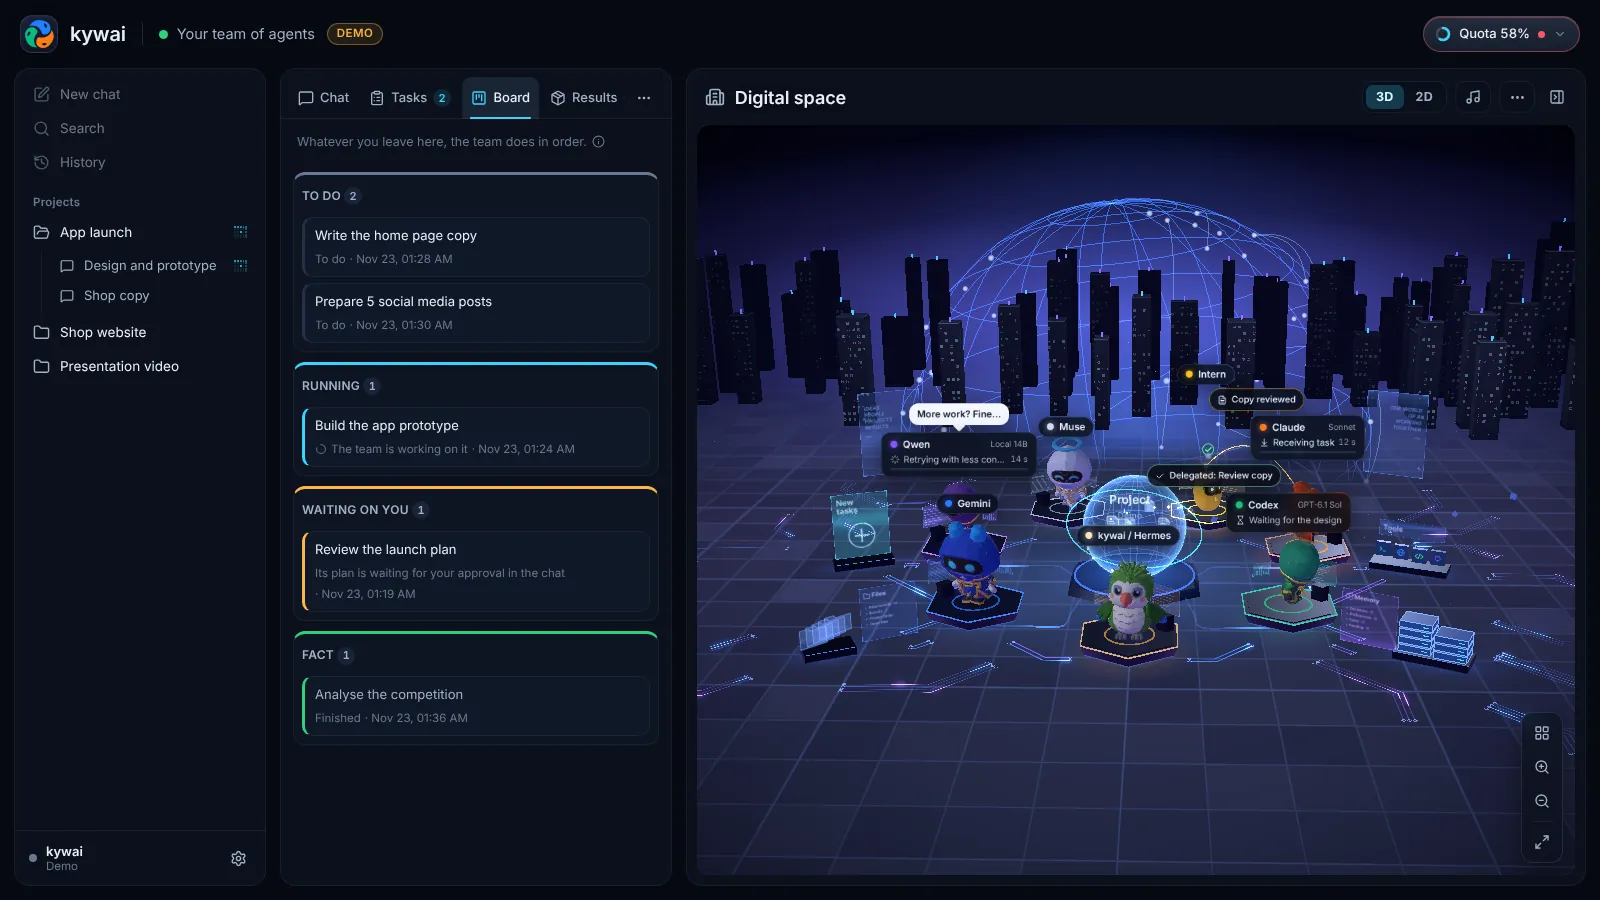 kywai
Your team of agents
DEMO
Quota 58%
New chat
Search
History
Projects
App launch
Design and prototype
Shop copy
Shop website
Presentation video
kywai
Demo
Chat
Tasks 2
Board
Results
Whatever you leave here, the team does in order.
TO DO 2
Write the home page copy
To do · Nov 23, 01:28 AM
Prepare 5 social media posts
To do · Nov 23, 01:30 AM
RUNNING 1
Build the app prototype
The team is working on it · Nov 23, 01:24 AM
WAITING ON YOU 1
Review the launch plan
Its plan is waiting for your approval in the chat
· Nov 23, 01:19 AM
FACT 1
Analyse the competition
Finished · Nov 23, 01:36 AM
Digital space
3D
2D
Intern
Copy reviewed
More work? Fine...
Muse
Claude Sonnet
Receiving task 12 s
Qwen Local 14B
Retrying with less con... 14 s
Delegated: Review copy
Gemini
Project
Codex GPT-6.1 Sol
Waiting for the design
kywai / Hermes
New
tasks
Tools
Files
Memory